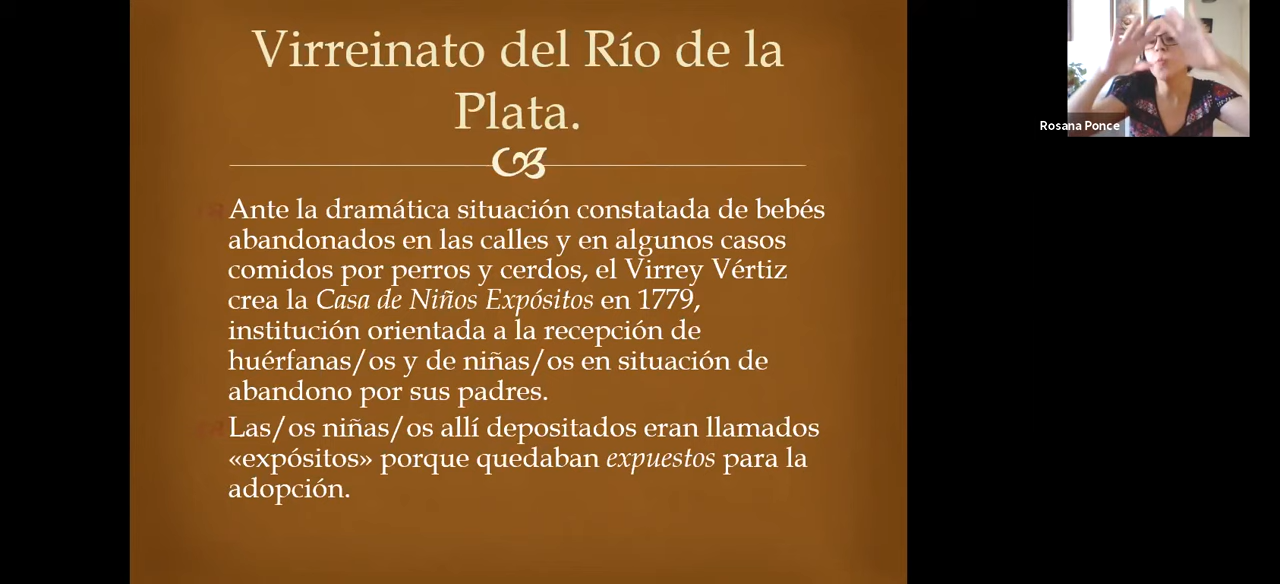 Virreinato del Río de la
Plata.
Ante la dramática situación constatada de bebés
abandonados en las calles y en algunos casos
comidos por perros y cerdos, el Virrey Vértiz
crea la Casa de Niños Expósitos en 1779,
institución orientada a la recepción de
huérfanas/os y de niñas/os en situación de
abandono por sus padres.
Las/os niñas/os allí depositados eran llamados
«expósitos» porque quedaban expuestos para la
adopción.
Rosana Ponce